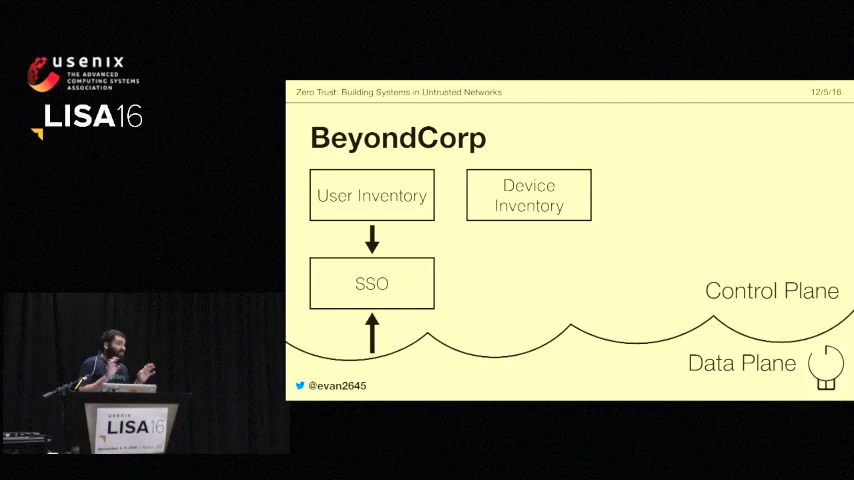 usenix
THE ADVANCED
COMPUTING SYSTEMS
ASSOCIATION
LISA16
Zero Trust: Building Systems in Untrusted Networks
12/5/16
BeyondCorp
User Inventory
Device
Inventory
SSO
Control Plane
Data Plane
@evan2645
usenix
LISA16